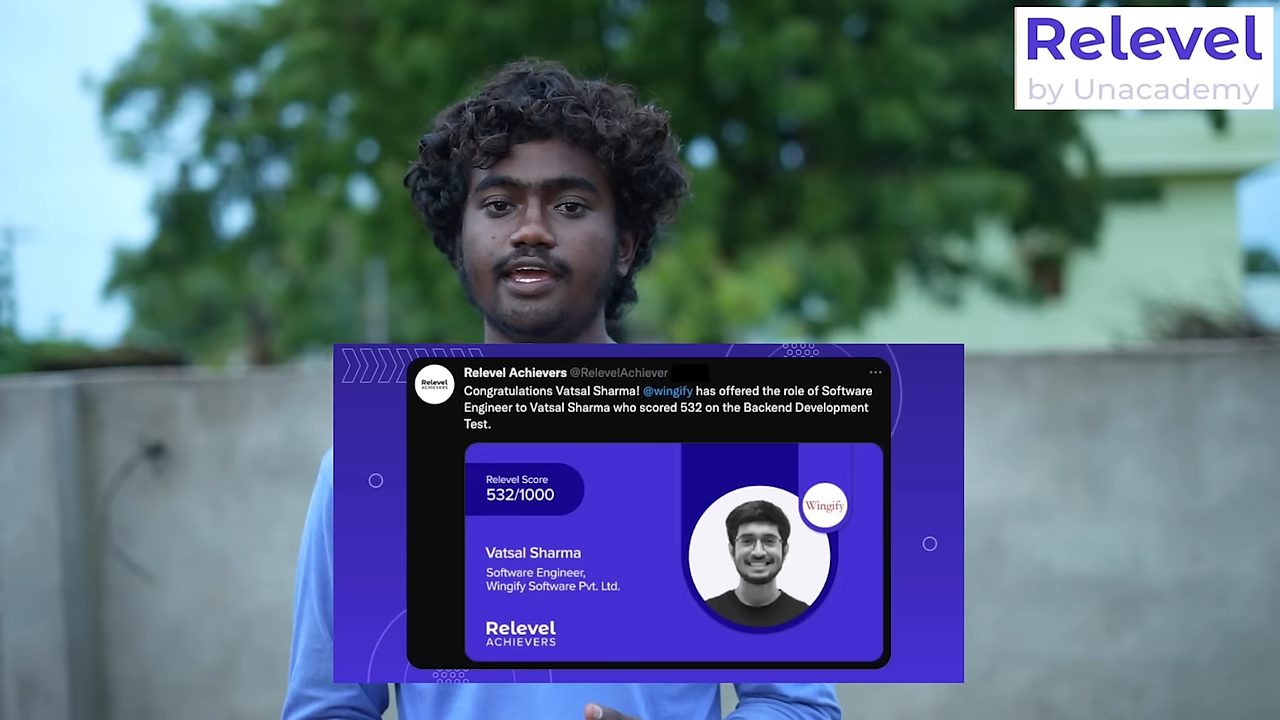 Relevel
by Unacademy
Relevel
ACHIEVERS
Relevel Achievers @RelevelAchiever
Congratulations Vatsal Sharma! @wingify has offered the role of Software
Engineer to Vatsal Sharma who scored 532 on the Backend Development
Test.
Relevel Score
532/1000
Wingify
Vatsal Sharma
Software Engineer,
Wingify Software Pvt. Ltd.
Relevel
ACHIEVERS